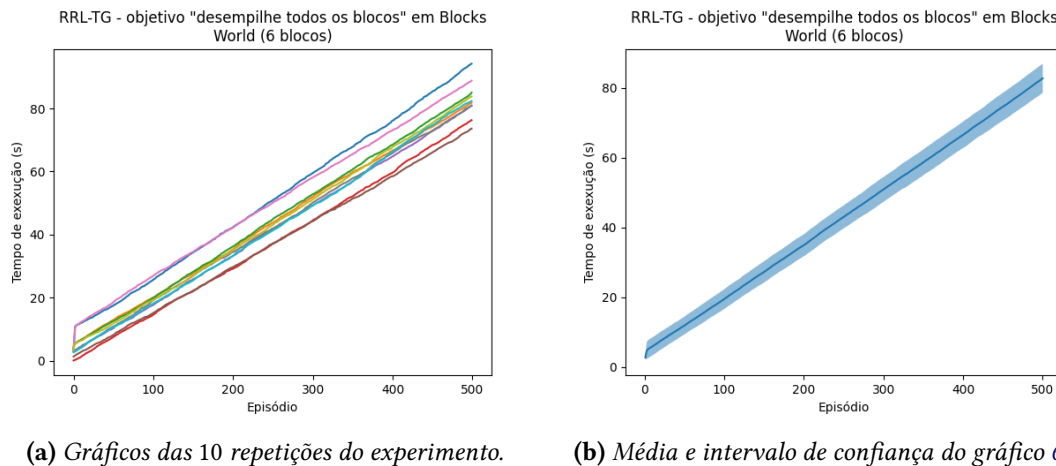 RRL-TG - objetivo "desempilhe todos os blocos" em Blocks
World (6 blocos)
Tempo de exexução (s)
80
60
40
20
0
0 100 200 300 400 500
Episódio
(a) Gráficos das 10 repetições do experimento.
RRL-TG - objetivo "desempilhe todos os blocos" em Blocks
World (6 blocos)
Tempo de exexução (s)
80
60
40
20
0
0 100 200 300 400 500
Episódio
(b) Média e intervalo de confiança do gráfico